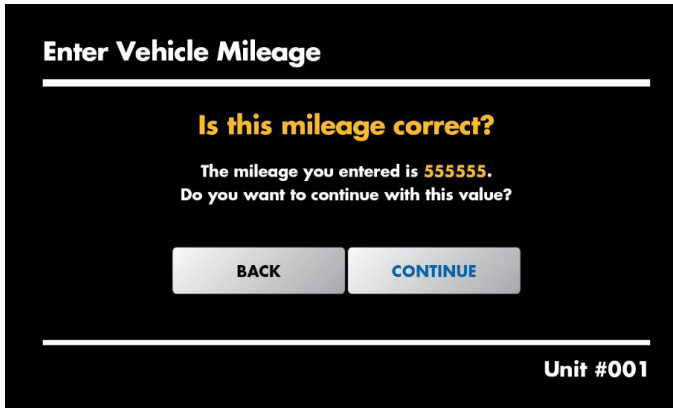 Enter Vehicle Mileage
Is this mileage correct?
The mileage you entered is 555555.
Do you want to continue with this value?
BACK
CONTINUE
Unit #001